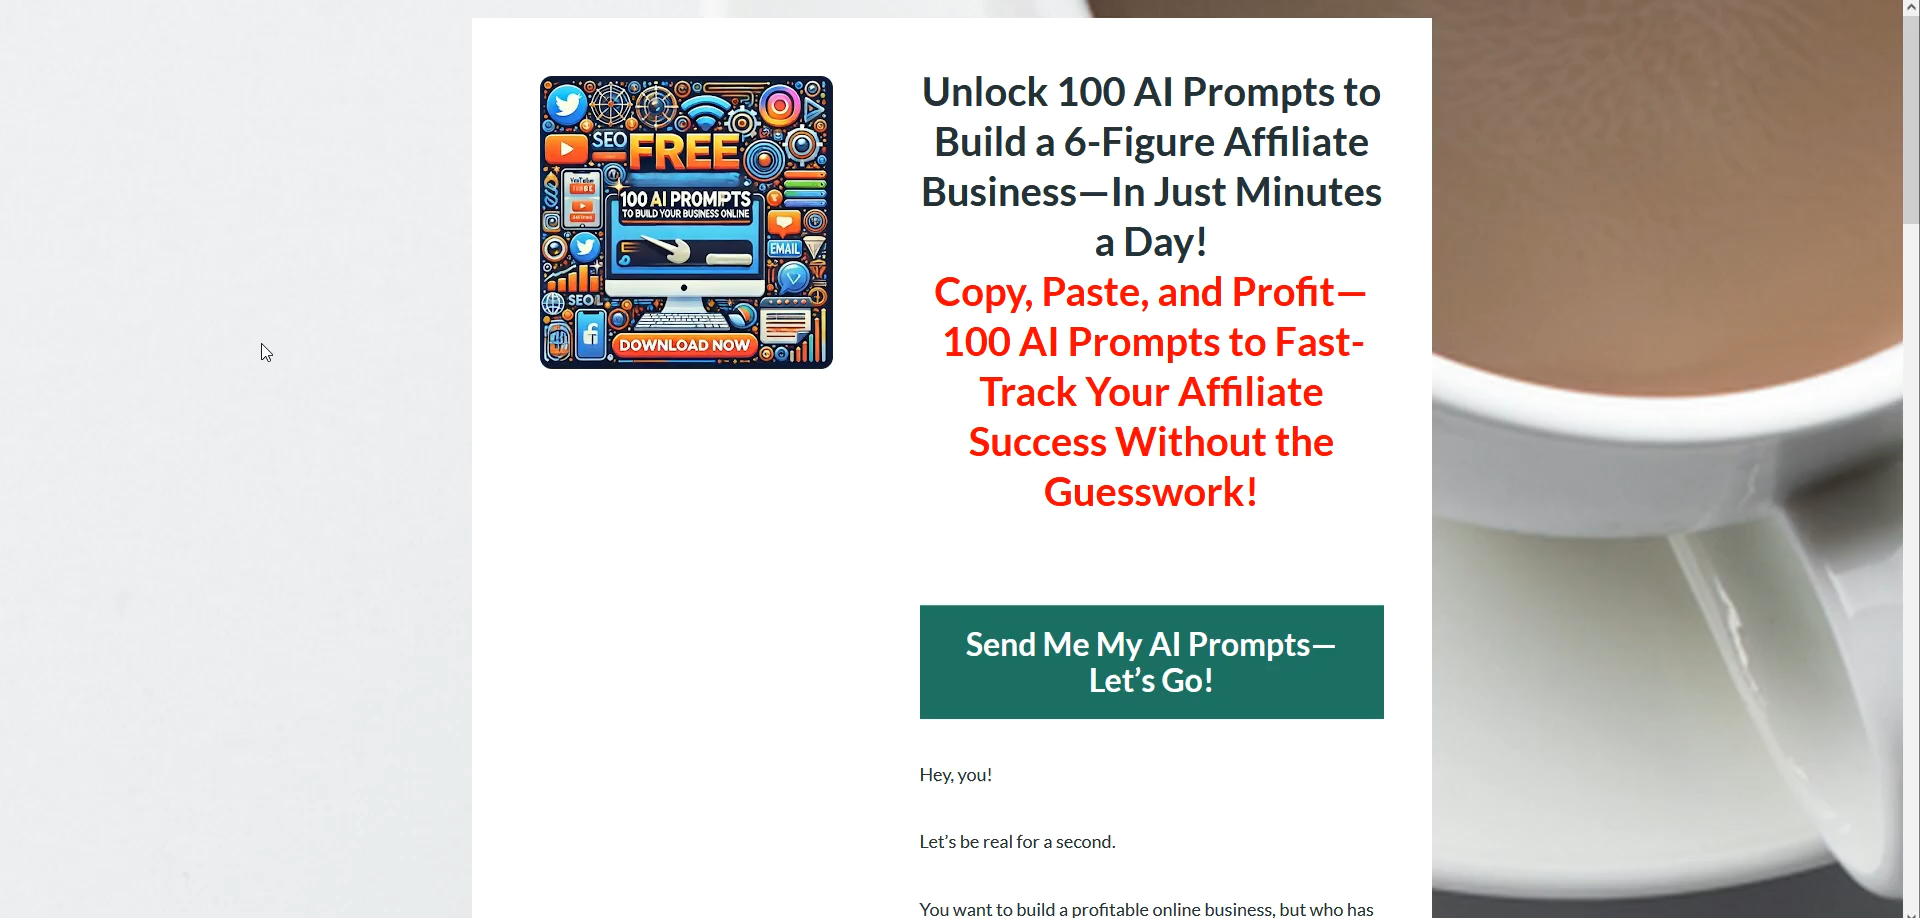 SEO
FREE
YouTube
100 AI PROMPTS
TO BUILD YOUR BUSINESS ONLINE
EMAIL
SEO
DOWNLOAD NOW
Unlock 100 AI Prompts to
Build a 6-Figure Affiliate
Business—In Just Minutes
a Day!
Copy, Paste, and Profit—
100 AI Prompts to Fast-
Track Your Affiliate
Success Without the
Guesswork!
Send Me My AI Prompts—
Let’s Go!
Hey, you!
Let’s be real for a second.
You want to build a profitable online business, but who has